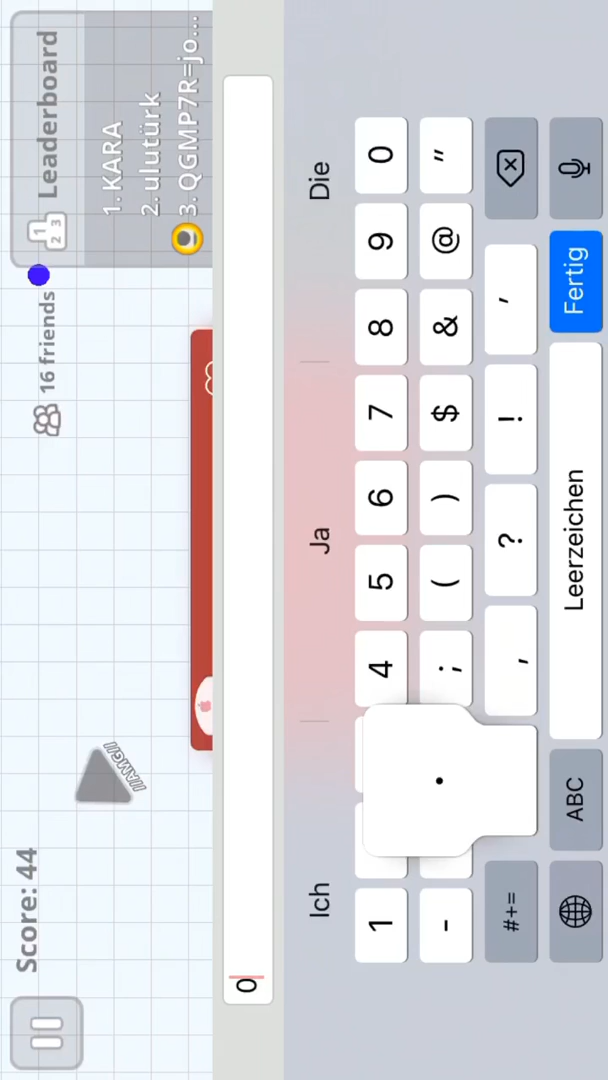 Score: 44
16 friends
Leaderboard
1. KARA
2. ulutürk
3. QGMP7R=jo...
//AMG//
0
Ich Ja Die
1 4 5 6 7 8 9 0
- ; ( ) $ & @ "
#+= . , ? ! '
ABC Leerzeichen Fertig